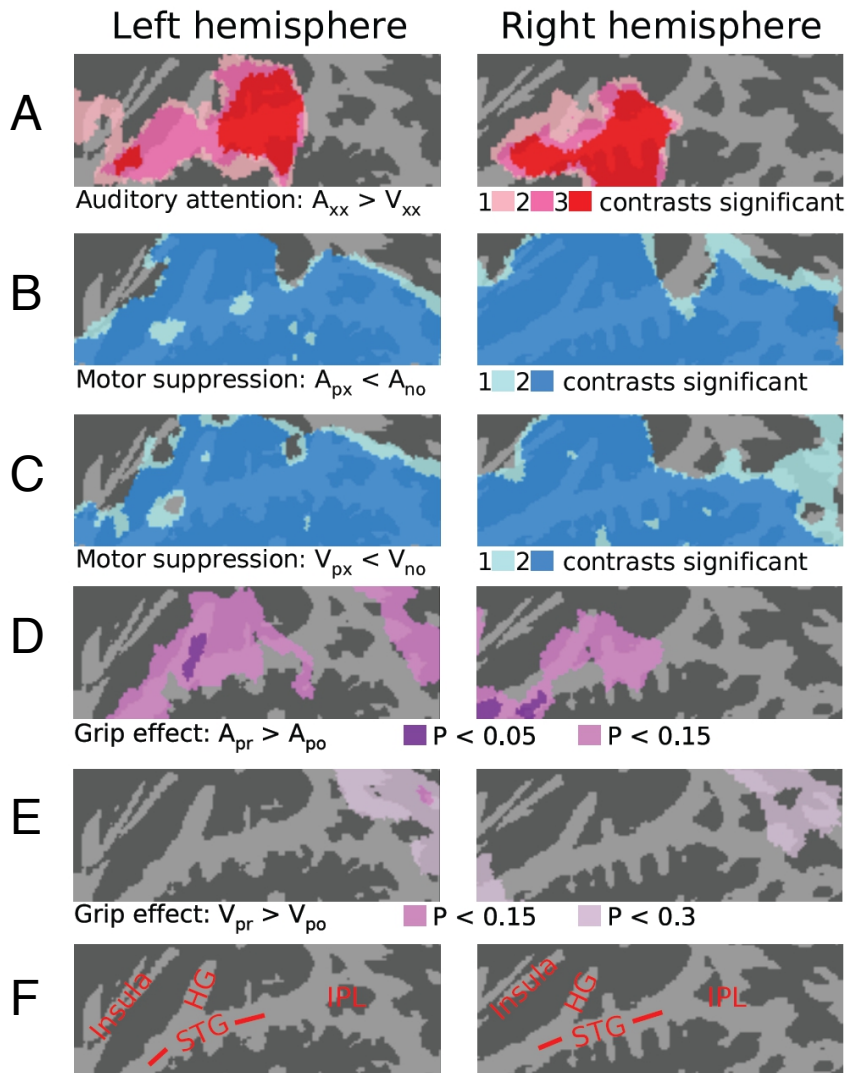 Left hemisphere Right hemisphere
A
Auditory attention: Axx > Vxx 1 2 3 contrasts significant
B
Motor suppression: Apx < Ano 1 2 contrasts significant
C
Motor suppression: Vpx < Vno 1 2 contrasts significant
D
Grip effect: Apr > Apo P < 0.05 P < 0.15
E
Grip effect: Vpr > Vpo P < 0.15 P < 0.3
F
Insula HG STG IPL Insula HG STG IPL